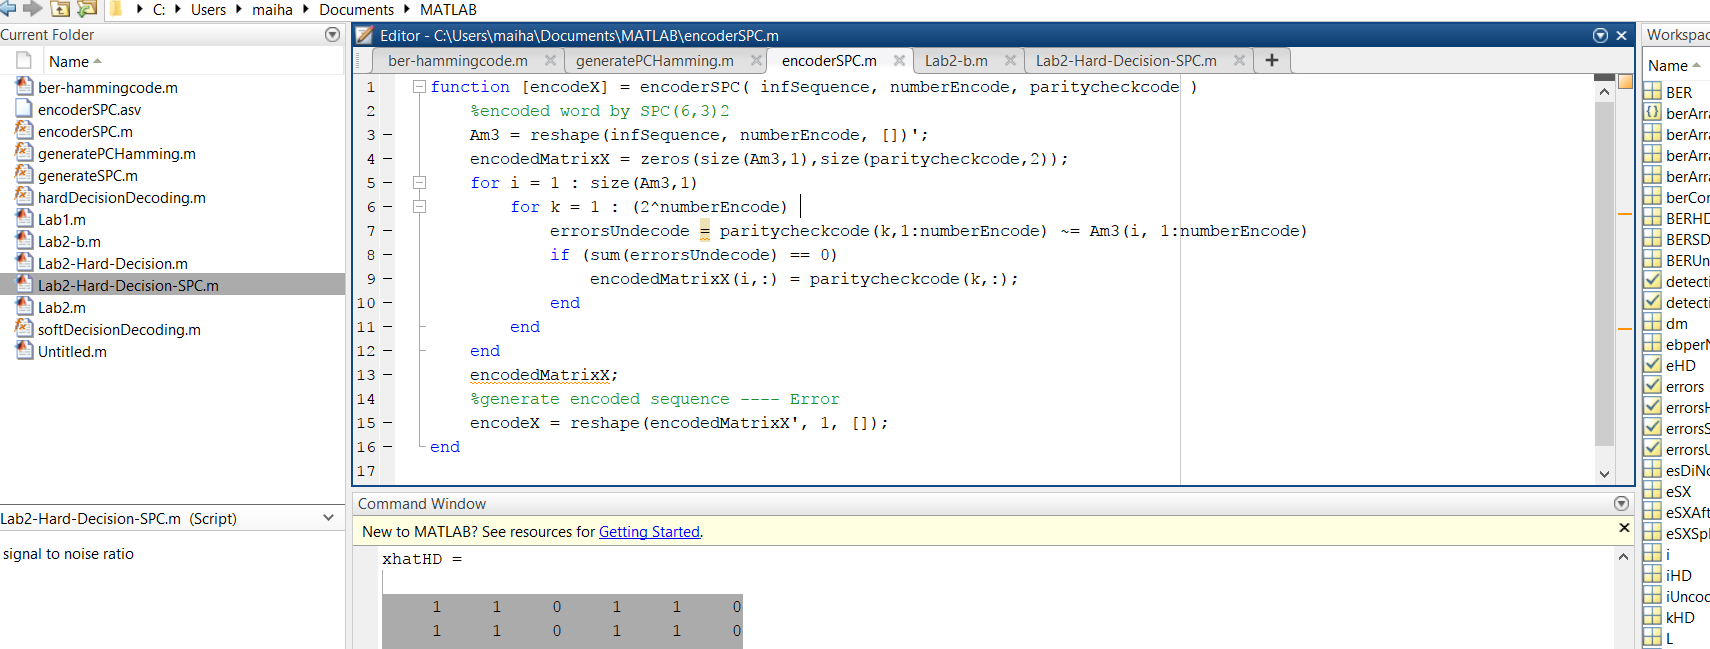 C: Users maiha Documents MATLAB
Current Folder
Name
ber-hammingcode.m
encoderSPC.asv
encoderSPC.m
generatePCHamming.m
generateSPC.m
hardDecisionDecoding.m
Lab1.m
Lab2-b.m
Lab2-Hard-Decision.m
Lab2-Hard-Decision-SPC.m
Lab2.m
softDecisionDecoding.m
Untitled.m
Lab2-Hard-Decision-SPC.m (Script)
signal to noise ratio
Editor - C:\Users\maiha\Documents\MATLAB\encoderSPC.m
ber-hammingcode.m generatePCHamming.m encoderSPC.m Lab2-b.m Lab2-Hard-Decision-SPC.m
1 function [encodeX] = encoderSPC( infSequence, numberEncode, paritycheckcode )
2 %encoded word by SPC(6,3)2
3 Am3 = reshape(infSequence, numberEncode, [])';
4 encodedMatrixX = zeros(size(Am3,1),size(paritycheckcode,2));
5 for i = 1 : size(Am3,1)
6 for k = 1 : (2^numberEncode)
7 errorsUndecode = paritycheckcode(k,1:numberEncode) ~= Am3(i, 1:numberEncode)
8 if (sum(errorsUndecode) == 0)
9 encodedMatrixX(i,:) = paritycheckcode(k,:);
10 end
11 end
12 end
13 encodedMatrixX;
14 %generate encoded sequence ---- Error
15 encodeX = reshape(encodedMatrixX', 1, []);
16 end
17
Command Window
New to MATLAB? See resources for Getting Started.
xhatHD =
1 1 0 1 1 0
1 1 0 1 1 0
Workspac
Name
BER
berArra
berArra
berArra
berArra
berCor
BERHD
BERSD
BERUn
detecti
detecti
dm
ebperN
eHD
errors
errorsH
errorsS
errorsU
esDiNo
eSX
eSXAft
eSXSpl
i
iHD
iUncod
kHD
L